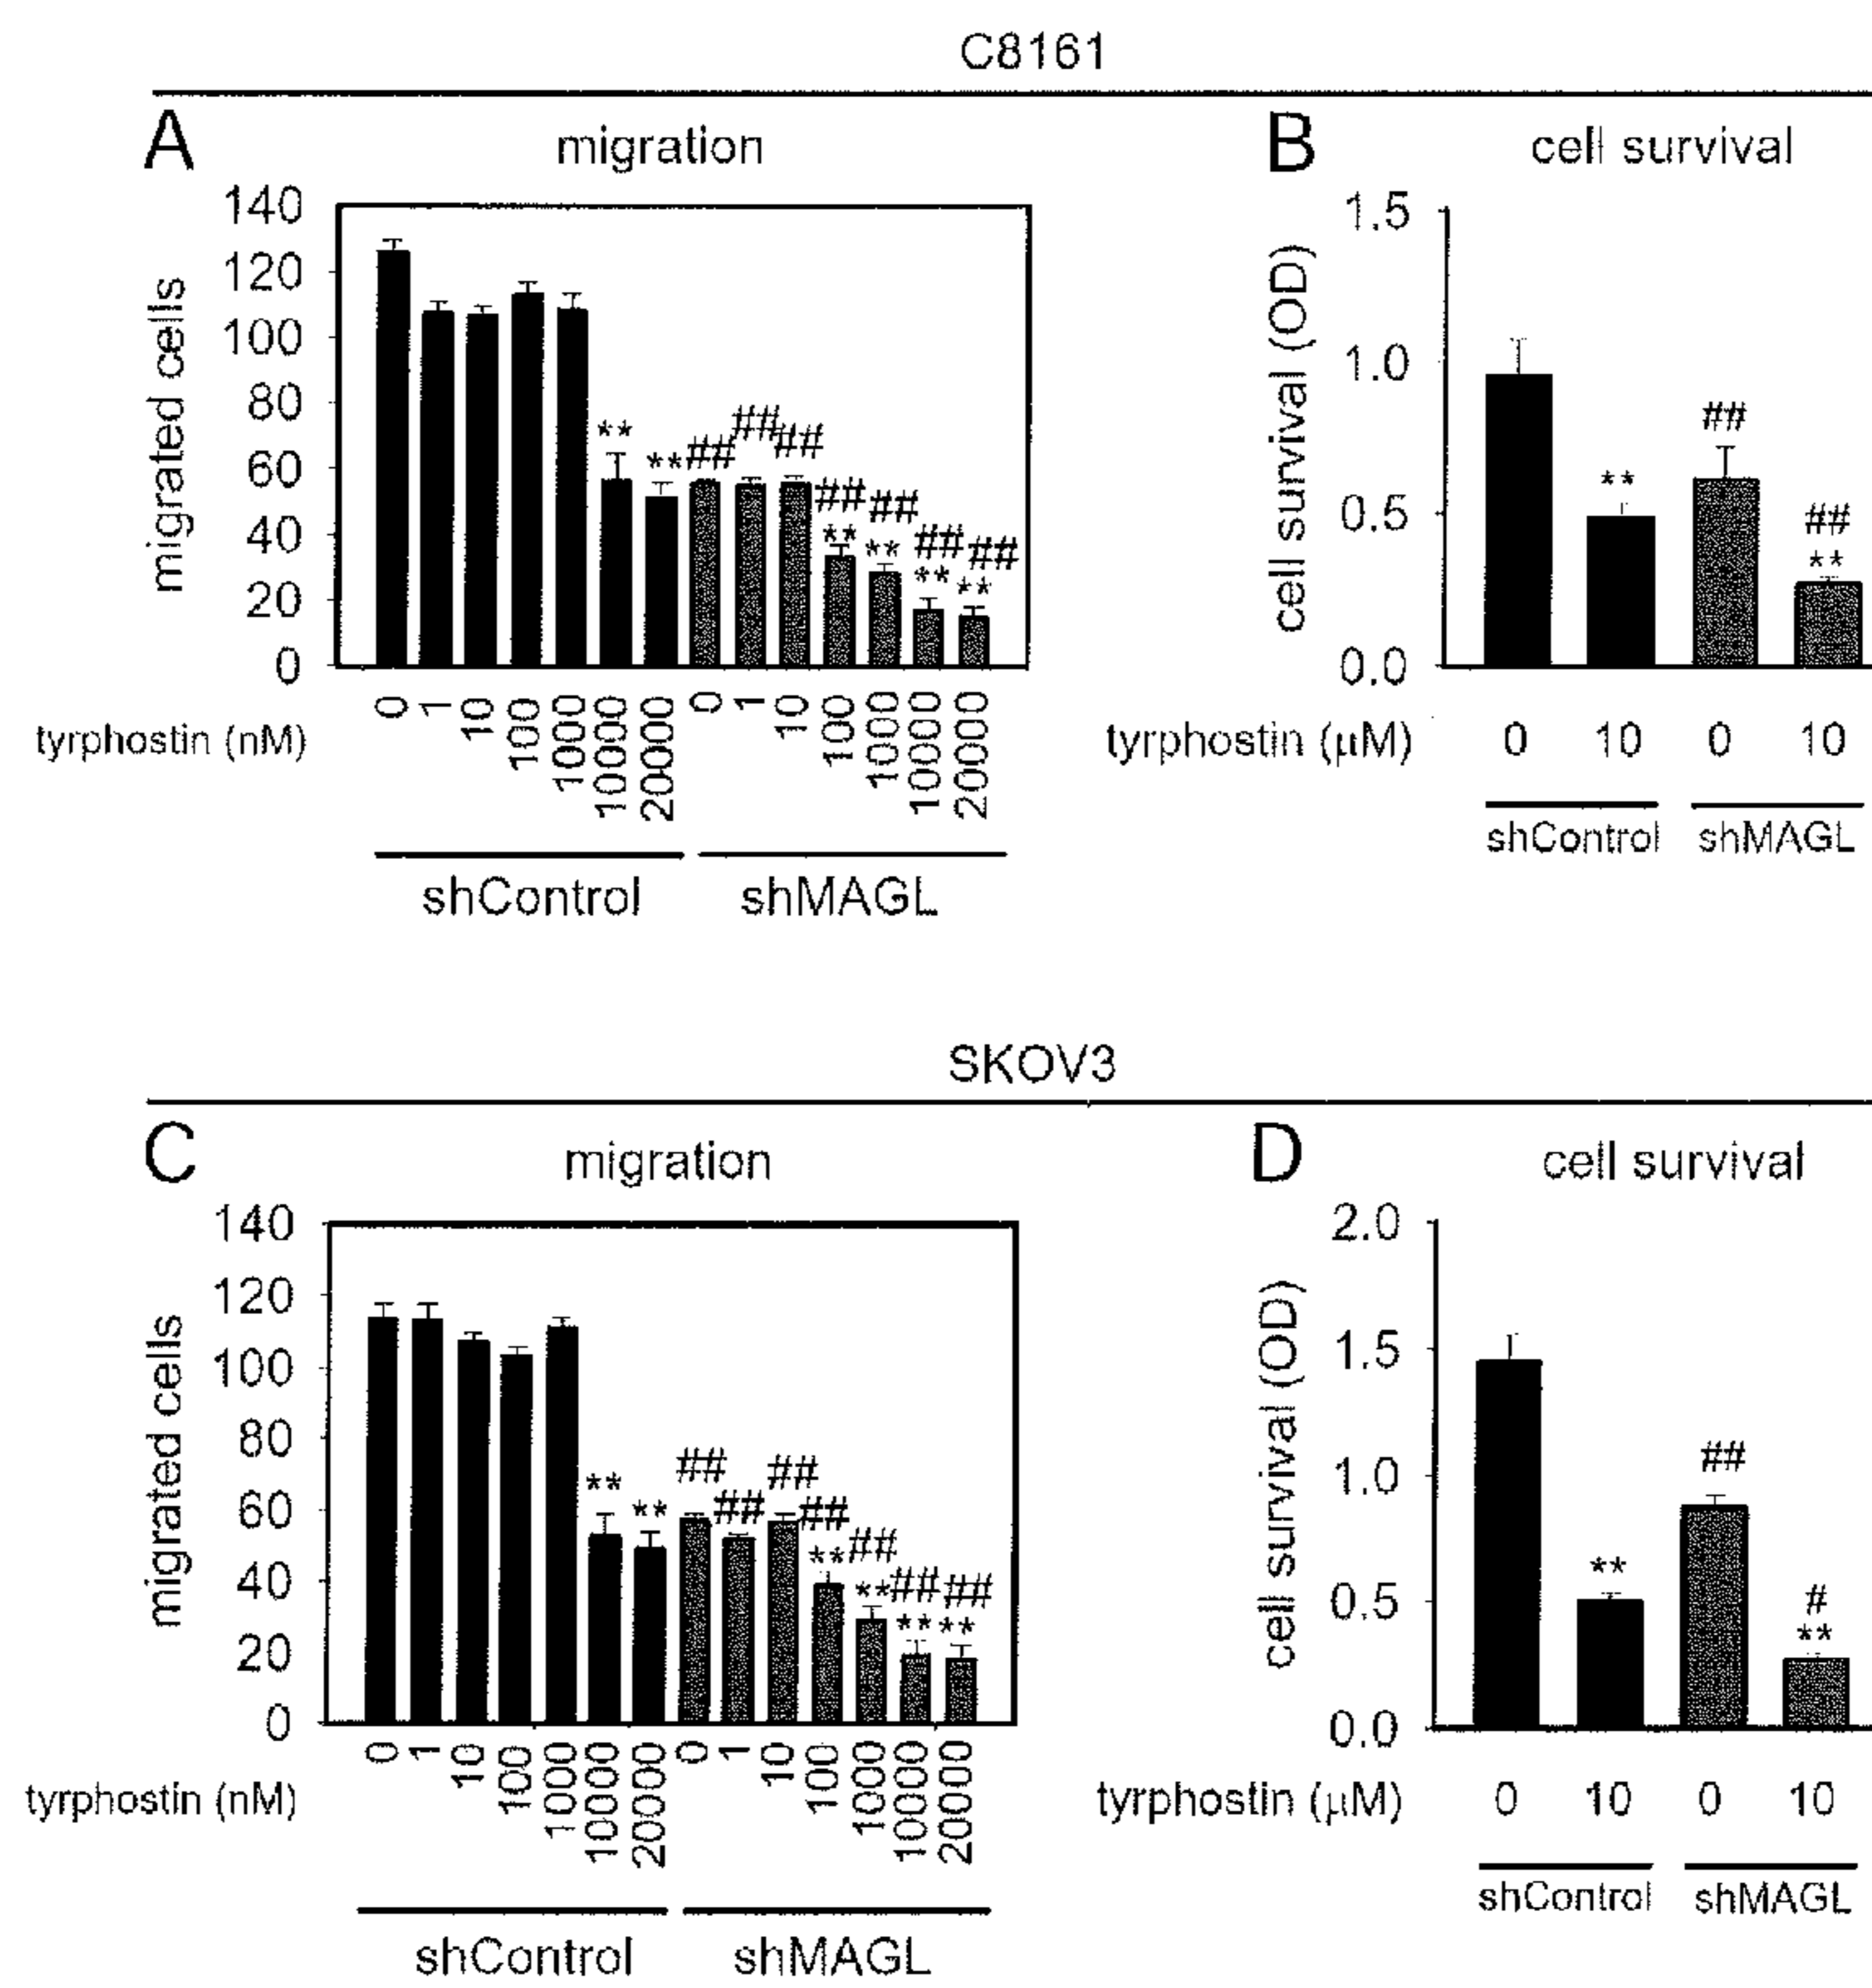 C8161
A
migration
140
120
100
80
60
40
20
0
migrated cells
** ** ## ## ## ## ** ## ** ## ** ## **
tyrphostin (nM)
0 1 10 100 1000 10000 20000 0 1 10 100 1000 10000 20000
shControl shMAGL
B
cell survival
1.5
1.0
0.5
0.0
cell survival (OD)
** ## ## **
tyrphostin (μM) 0 10 0 10
shControl shMAGL
SKOV3
C
migration
140
120
100
80
60
40
20
0
migrated cells
** ** ## ## ## ## ** ## ** ## ** ## **
tyrphostin (nM)
0 1 10 100 1000 10000 20000 0 1 10 100 1000 10000 20000
shControl shMAGL
D
cell survival
2.0
1.5
1.0
0.5
0.0
cell survival (OD)
** ## # **
tyrphostin (μM) 0 10 0 10
shControl shMAGL